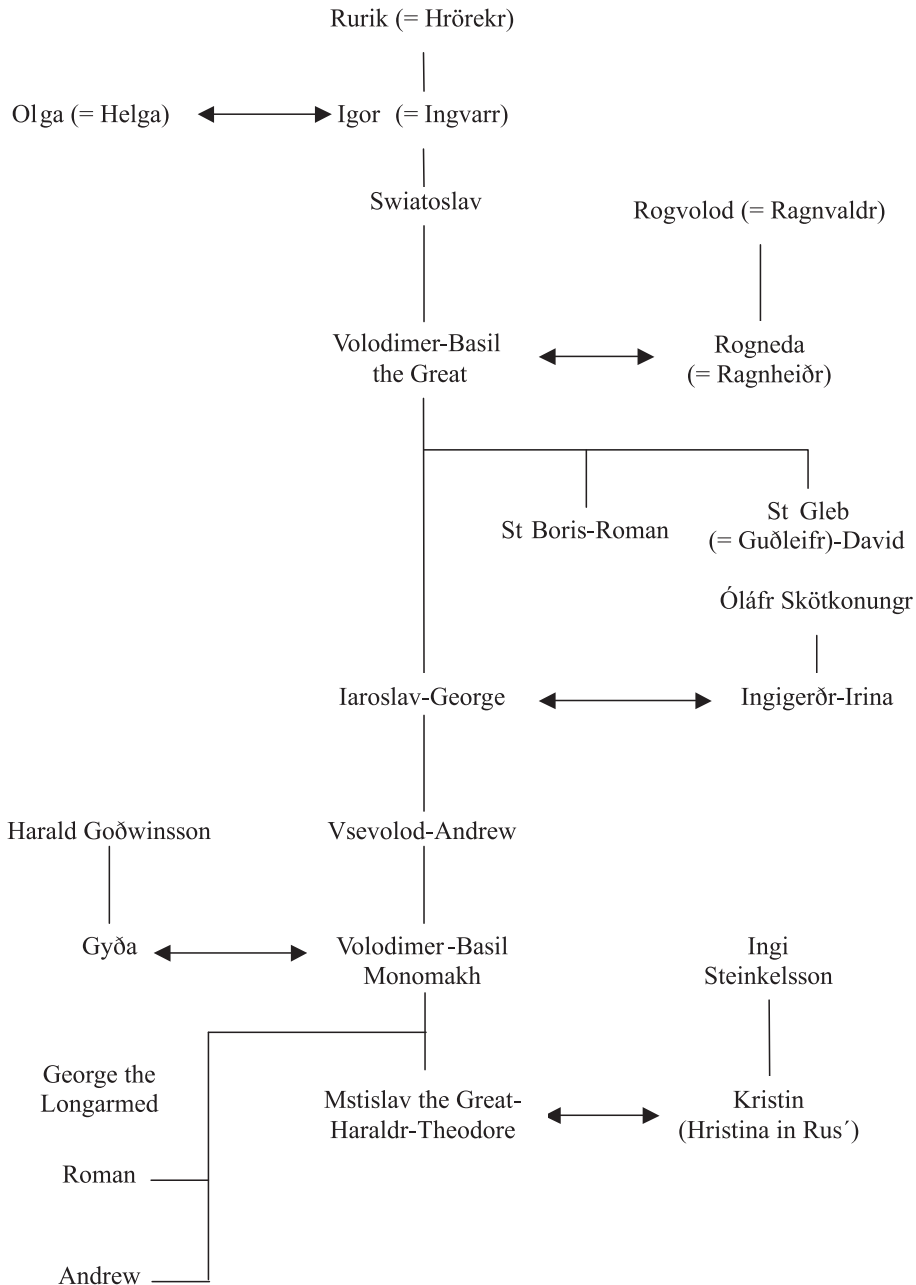 Rurik (= Hrörekr)
Olga (= Helga)
Igor (= Ingvarr)
Swiatoslav
Rogvolod (= Ragnvaldr)
Volodimer-Basil
the Great
Rogneda
(= Ragnheiðr)
St Boris-Roman
St Gleb
(= Guðleifr)-David
Óláfr Skötkonungr
Iaroslav-George
Ingigerðr-Irina
Harald Goðwinsson
Vsevolod-Andrew
Gyða
Volodimer-Basil
Monomakh
Ingi
Steinkelsson
George the
Longarmed
Mstislav the Great-
Haraldr-Theodore
Kristin
(Hristina in Rus´)
Roman
Andrew